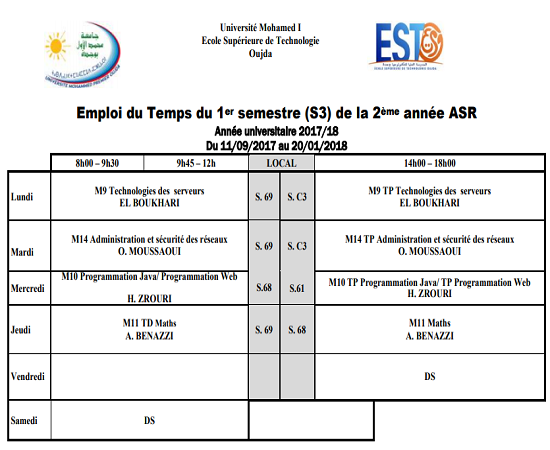 Université Mohamed I
Ecole Supérieure de Technologie
Oujda
EST
Emploi du Temps du 1er semestre (S3) de la 2ème année ASR
Année universitaire 2017/18
Du 11/09/2017 au 20/01/2018
8h00 – 9h30 9h45 – 12h LOCAL 14h00 – 18h00
Lundi M9 Technologies des serveurs EL BOUKHARI S. 69 S. C3 M9 TP Technologies des serveurs EL BOUKHARI
Mardi M14 Administration et sécurité des réseaux O. MOUSSAOUI S. 69 S. C3 M14 TP Administration et sécurité des réseaux O. MOUSSAOUI
Mercredi M10 Programmation Java/ Programmation Web H. ZROURI S.68 S.61 M10 TP Programmation Java/ TP Programmation Web H. ZROURI
Jeudi M11 TD Maths A. BENAZZI S. 69 S. 68 M11 Maths A. BENAZZI
Vendredi DS
Samedi DS